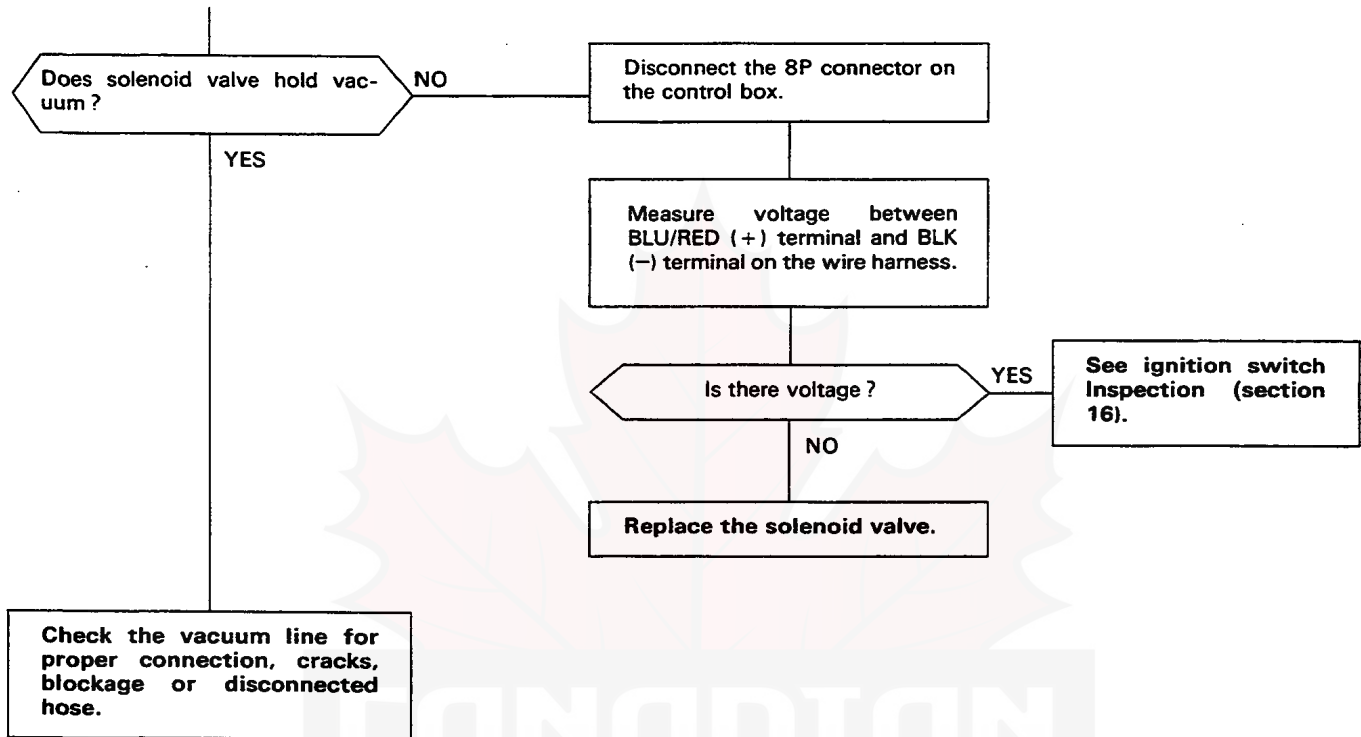 Does solenoid valve hold vac-
uum ?
NO
Disconnect the 8P connector on
the control box.
YES
Measure voltage between
BLU/RED (+) terminal and BLK
(−) terminal on the wire harness.
Is there voltage ?
YES
See ignition switch
Inspection (section
16).
NO
Replace the solenoid valve.
Check the vacuum line for
proper connection, cracks,
blockage or disconnected
hose.
CANADIAN